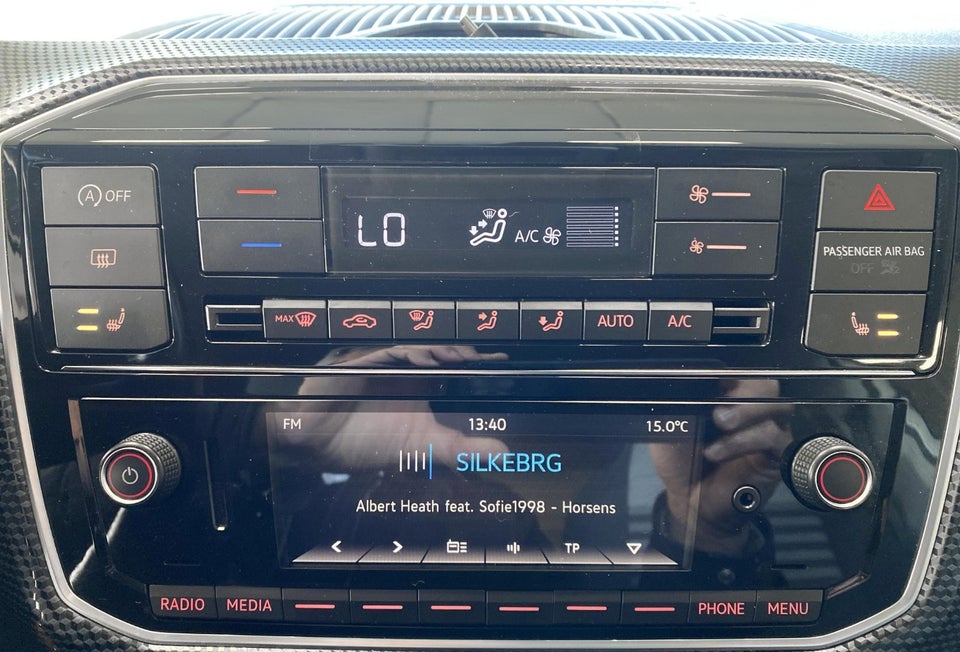 A OFF
LO
A/C
PASSENGER AIR BAG
OFF
MAX
AUTO
A/C
FM
13:40
15.0°C
SILKEBRG
Albert Heath feat. Sofie1998 - Horsens
TP
RADIO
MEDIA
PHONE
MENU